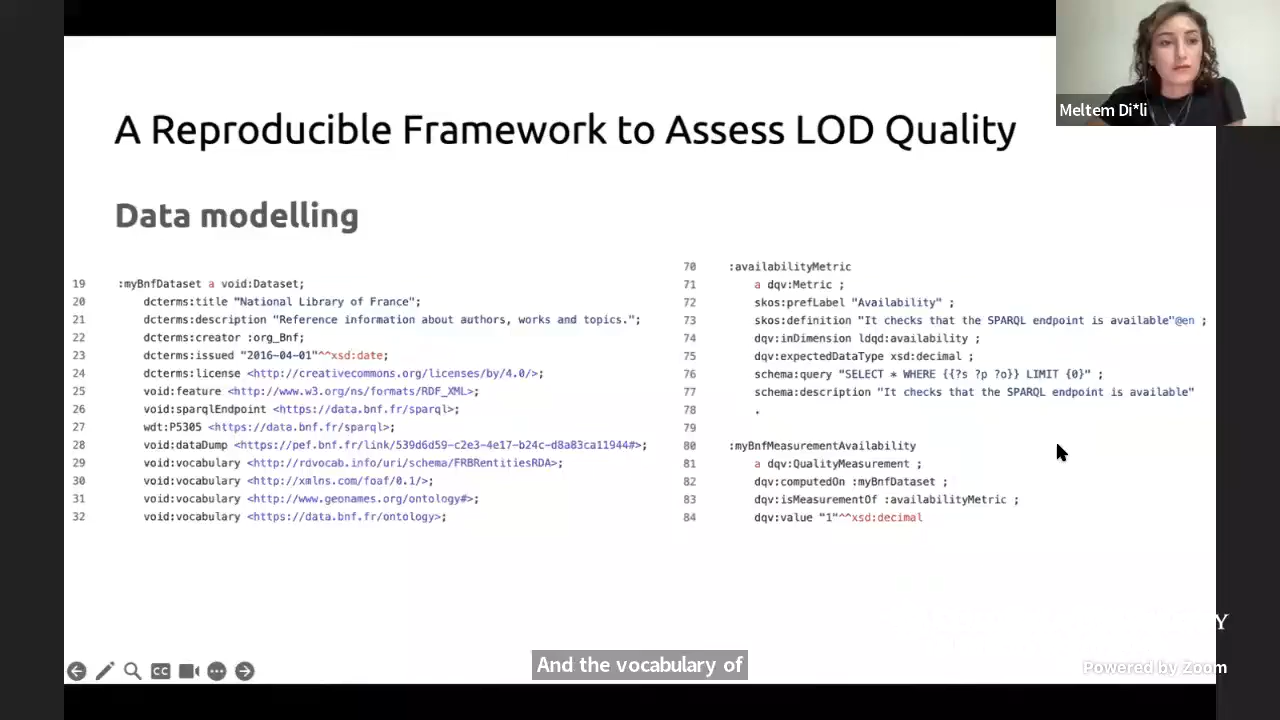 Meltem Di*li
A Reproducible Framework to Assess LOD Quality
Data modelling
19 :myBnfDataset a void:Dataset;
20 dcterms:title "National Library of France";
21 dcterms:description "Reference information about authors, works and topics.";
22 dcterms:creator :org_Bnf;
23 dcterms:issued "2016-04-01"^^xsd:date;
24 dcterms:license <http://creativecommons.org/licenses/by/4.0/>;
25 void:feature <http://www.w3.org/ns/formats/RDF_XML>;
26 void:sparqlEndpoint <https://data.bnf.fr/sparql>;
27 wdt:P5305 <https://data.bnf.fr/sparql>;
28 void:dataDump <https://pef.bnf.fr/link/539d6d59-c2e3-4e17-b24c-d8a83ca11944#>;
29 void:vocabulary <http://rdvocab.info/uri/schema/FRBRentitiesRDA>;
30 void:vocabulary <http://xmlns.com/foaf/0.1/>;
31 void:vocabulary <http://www.geonames.org/ontology#>;
32 void:vocabulary <https://data.bnf.fr/ontology>;
70 :availabilityMetric
71 a dqv:Metric ;
72 skos:prefLabel "Availability" ;
73 skos:definition "It checks that the SPARQL endpoint is available"@en ;
74 dqv:inDimension ldqd:availability ;
75 dqv:expectedDataType xsd:decimal ;
76 schema:query "SELECT * WHERE {{?s ?p ?o}} LIMIT {0}" ;
77 schema:description "It checks that the SPARQL endpoint is available"
78 .
79
80 :myBnfMeasurementAvailability
81 a dqv:QualityMeasurement ;
82 dqv:computedOn :myBnfDataset ;
83 dqv:isMeasurementOf :availabilityMetric ;
84 dqv:value "1"^^xsd:decimal
Y
CC
And the vocabulary of
Powered by Zoom